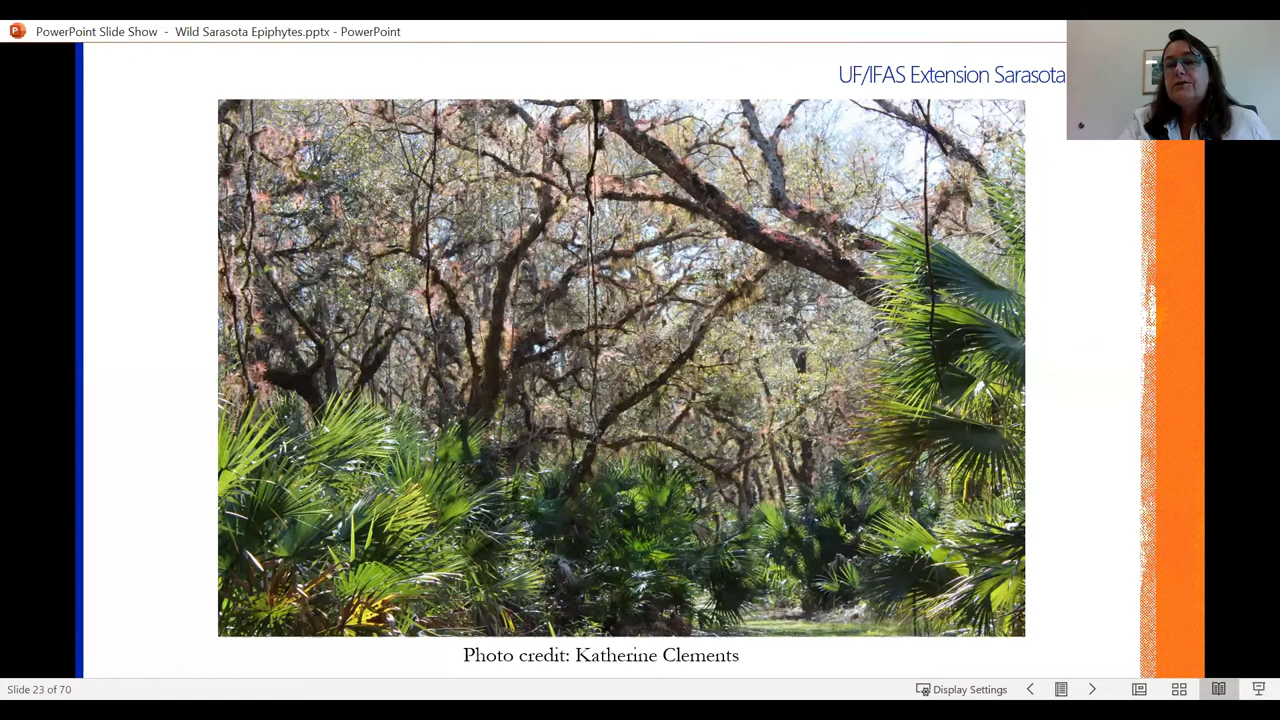 PowerPoint Slide Show - Wild Sarasota Epiphytes.pptx - PowerPoint
UF/IFAS Extension Sarasota
Photo credit: Katherine Clements
Slide 23 of 70
Display Settings